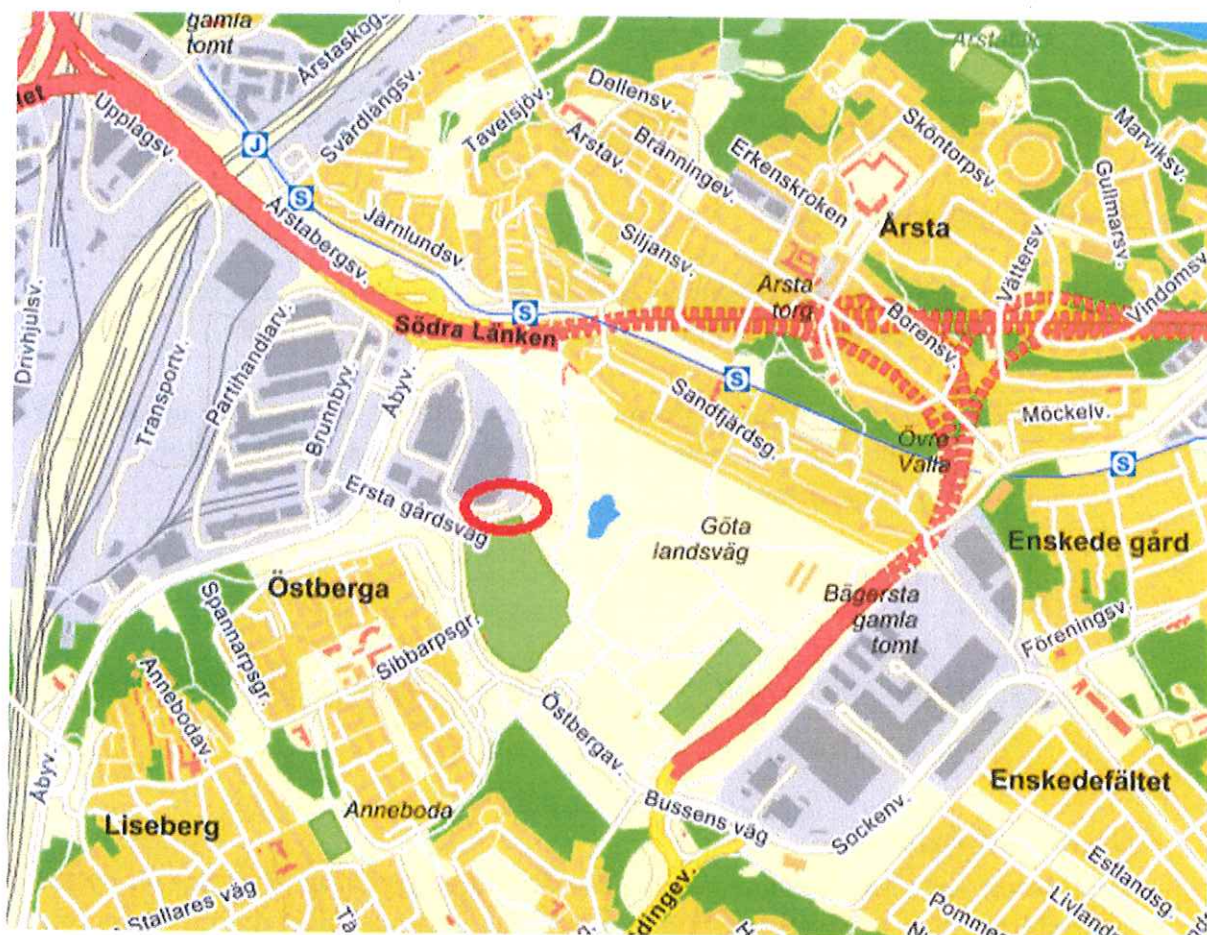 gamla
tomt
Årstaskog
Upplagsv.
J
Svärdlångsv.
Tavelsjöv.
Dellensv.
Årstav.
Bränningev.
Erkenskroken
Sköntorpsv.
Marviksv.
Gullmarsv.
Årsta
S
Årstabergsv.
Järnlundsv.
Siljansv.
Vättersv.
Vindomsv.
Årsta
torg
Borensv.
S
Södra Länken
Drivhjulsv.
Transportv.
Partihandlarv.
Brunnbyv.
Åbyv.
S
Sandfjärdsg.
Möckelv.
Övre
Valla
S
Ersta gårdsväg
Göta
landsväg
Enskede gård
Östberga
Bägersta
gamla
tomt
Föreningsv.
Spannarpsgr.
Sibbarpsgr.
Annebodav.
Östbergav.
Åbyv.
Liseberg
Anneboda
Bussens väg
Sockenv.
Enskedefältet
Estlandsg.
Stallares väg
dingev.
Pommer
Livland